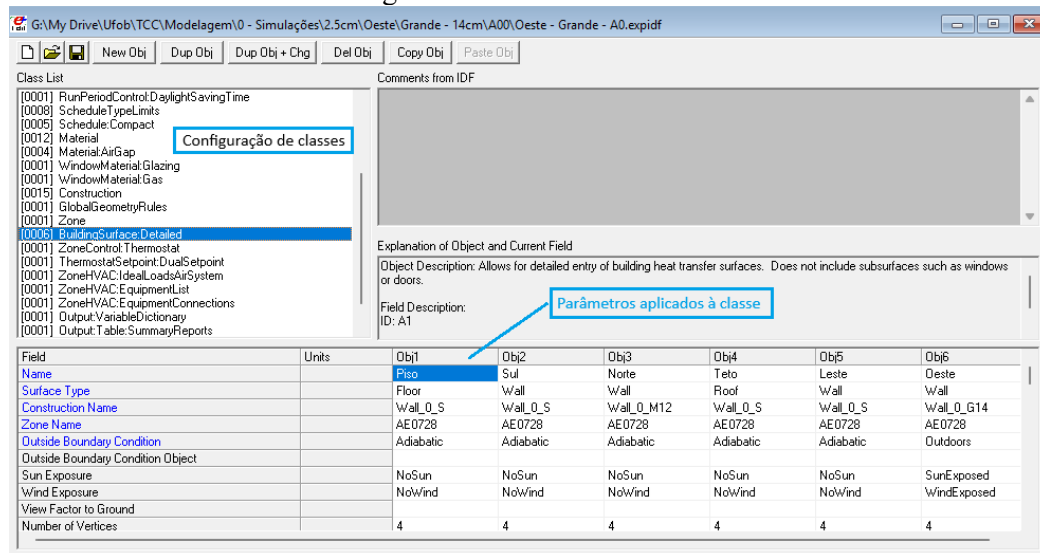 G:\My Drive\Ufob\TCC\Modelagem\0 - Simulações\2.5cm\Oeste\Grande - 14cm\A00\Oeste - Grande - A0.expidf
New Obj Dup Obj Dup Obj + Chg Del Obj Copy Obj Paste Obj
Class List
Comments from IDF
[0001] RunPeriodControl:DaylightSavingTime
[0008] ScheduleTypeLimits
[0005] Schedule:Compact
[0012] Material
[0004] Material:AirGap
[0001] WindowMaterial:Glazing
[0001] WindowMaterial:Gas
[0015] Construction
[0001] GlobalGeometryRules
[0001] Zone
[0006] BuildingSurface:Detailed
[0001] ZoneControl:Thermostat
[0001] ThermostatSetpoint:DualSetpoint
[0001] ZoneHVAC:IdealLoadsAirSystem
[0001] ZoneHVAC:EquipmentList
[0001] ZoneHVAC:EquipmentConnections
[0001] Output:VariableDictionary
[0001] Output:Table:SummaryReports
Configuração de classes
Explanation of Object and Current Field
Object Description: Allows for detailed entry of building heat transfer surfaces. Does not include subsurfaces such as windows
or doors.
Field Description:
ID: A1
Parâmetros aplicados à classe
Field Units Obj1 Obj2 Obj3 Obj4 Obj5 Obj6
Name Piso Sul Norte Teto Leste Oeste
Surface Type Floor Wall Wall Roof Wall Wall
Construction Name Wall_0_S Wall_0_S Wall_0_M12 Wall_0_S Wall_0_S Wall_0_G14
Zone Name AE0728 AE0728 AE0728 AE0728 AE0728 AE0728
Outside Boundary Condition Adiabatic Adiabatic Adiabatic Adiabatic Adiabatic Outdoors
Outside Boundary Condition Object
Sun Exposure NoSun NoSun NoSun NoSun NoSun SunExposed
Wind Exposure NoWind NoWind NoWind NoWind NoWind WindExposed
View Factor to Ground
Number of Vertices 4 4 4 4 4 4